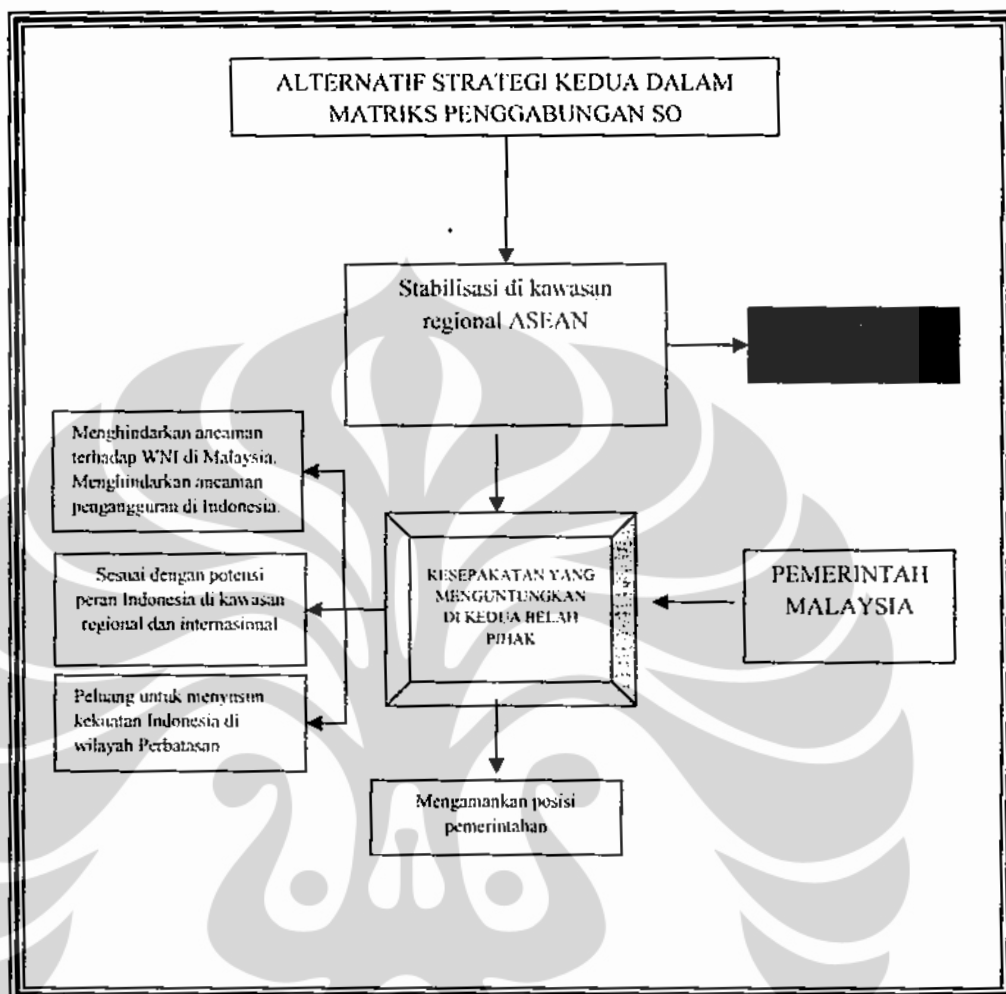 ALTERNATIF STRATEGI KEDUA DALAM
MATRIKS PENGGABUNGAN SO
Stabilisasi di kawasan
regional ASEAN
Menghindarkan ancaman
terhadap WNI di Malaysia.
Menghindarkan ancaman
pengangguran di Indonesia.
Sesuai dengan potensi
peran Indonesia di kawasan
regional dan internasional
Peluang untuk menyusun
kekuatan Indonesia di
wilayah Perbatasan
KESEPAKATAN YANG
MENGUNTUNGKAN
DI KEDUA BELAH
PIHAK
PEMERINTAH
MALAYSIA
Mengamankan posisi
pemerintahan